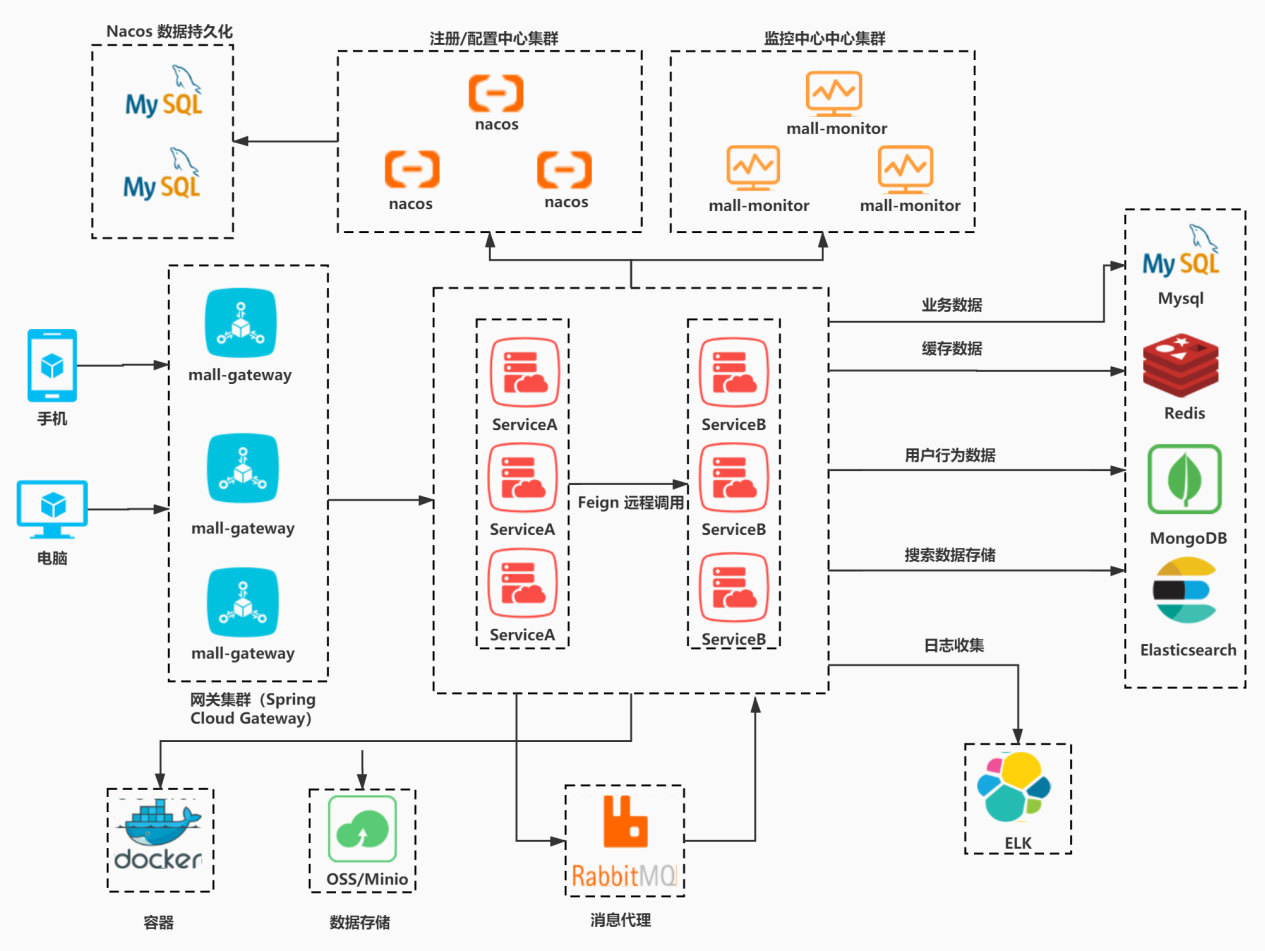 Nacos 数据持久化
注册/配置中心集群
监控中心中心集群
MySQL
MySQL
nacos
nacos
nacos
mall-monitor
mall-monitor
mall-monitor
手机
电脑
mall-gateway
mall-gateway
mall-gateway
网关集群（Spring
Cloud Gateway）
ServiceA
ServiceA
ServiceA
Feign 远程调用
ServiceB
ServiceB
ServiceB
业务数据
缓存数据
用户行为数据
搜索数据存储
日志收集
MySQL
Mysql
Redis
MongoDB
Elasticsearch
docker
容器
OSS/Minio
数据存储
RabbitMQ
消息代理
ELK